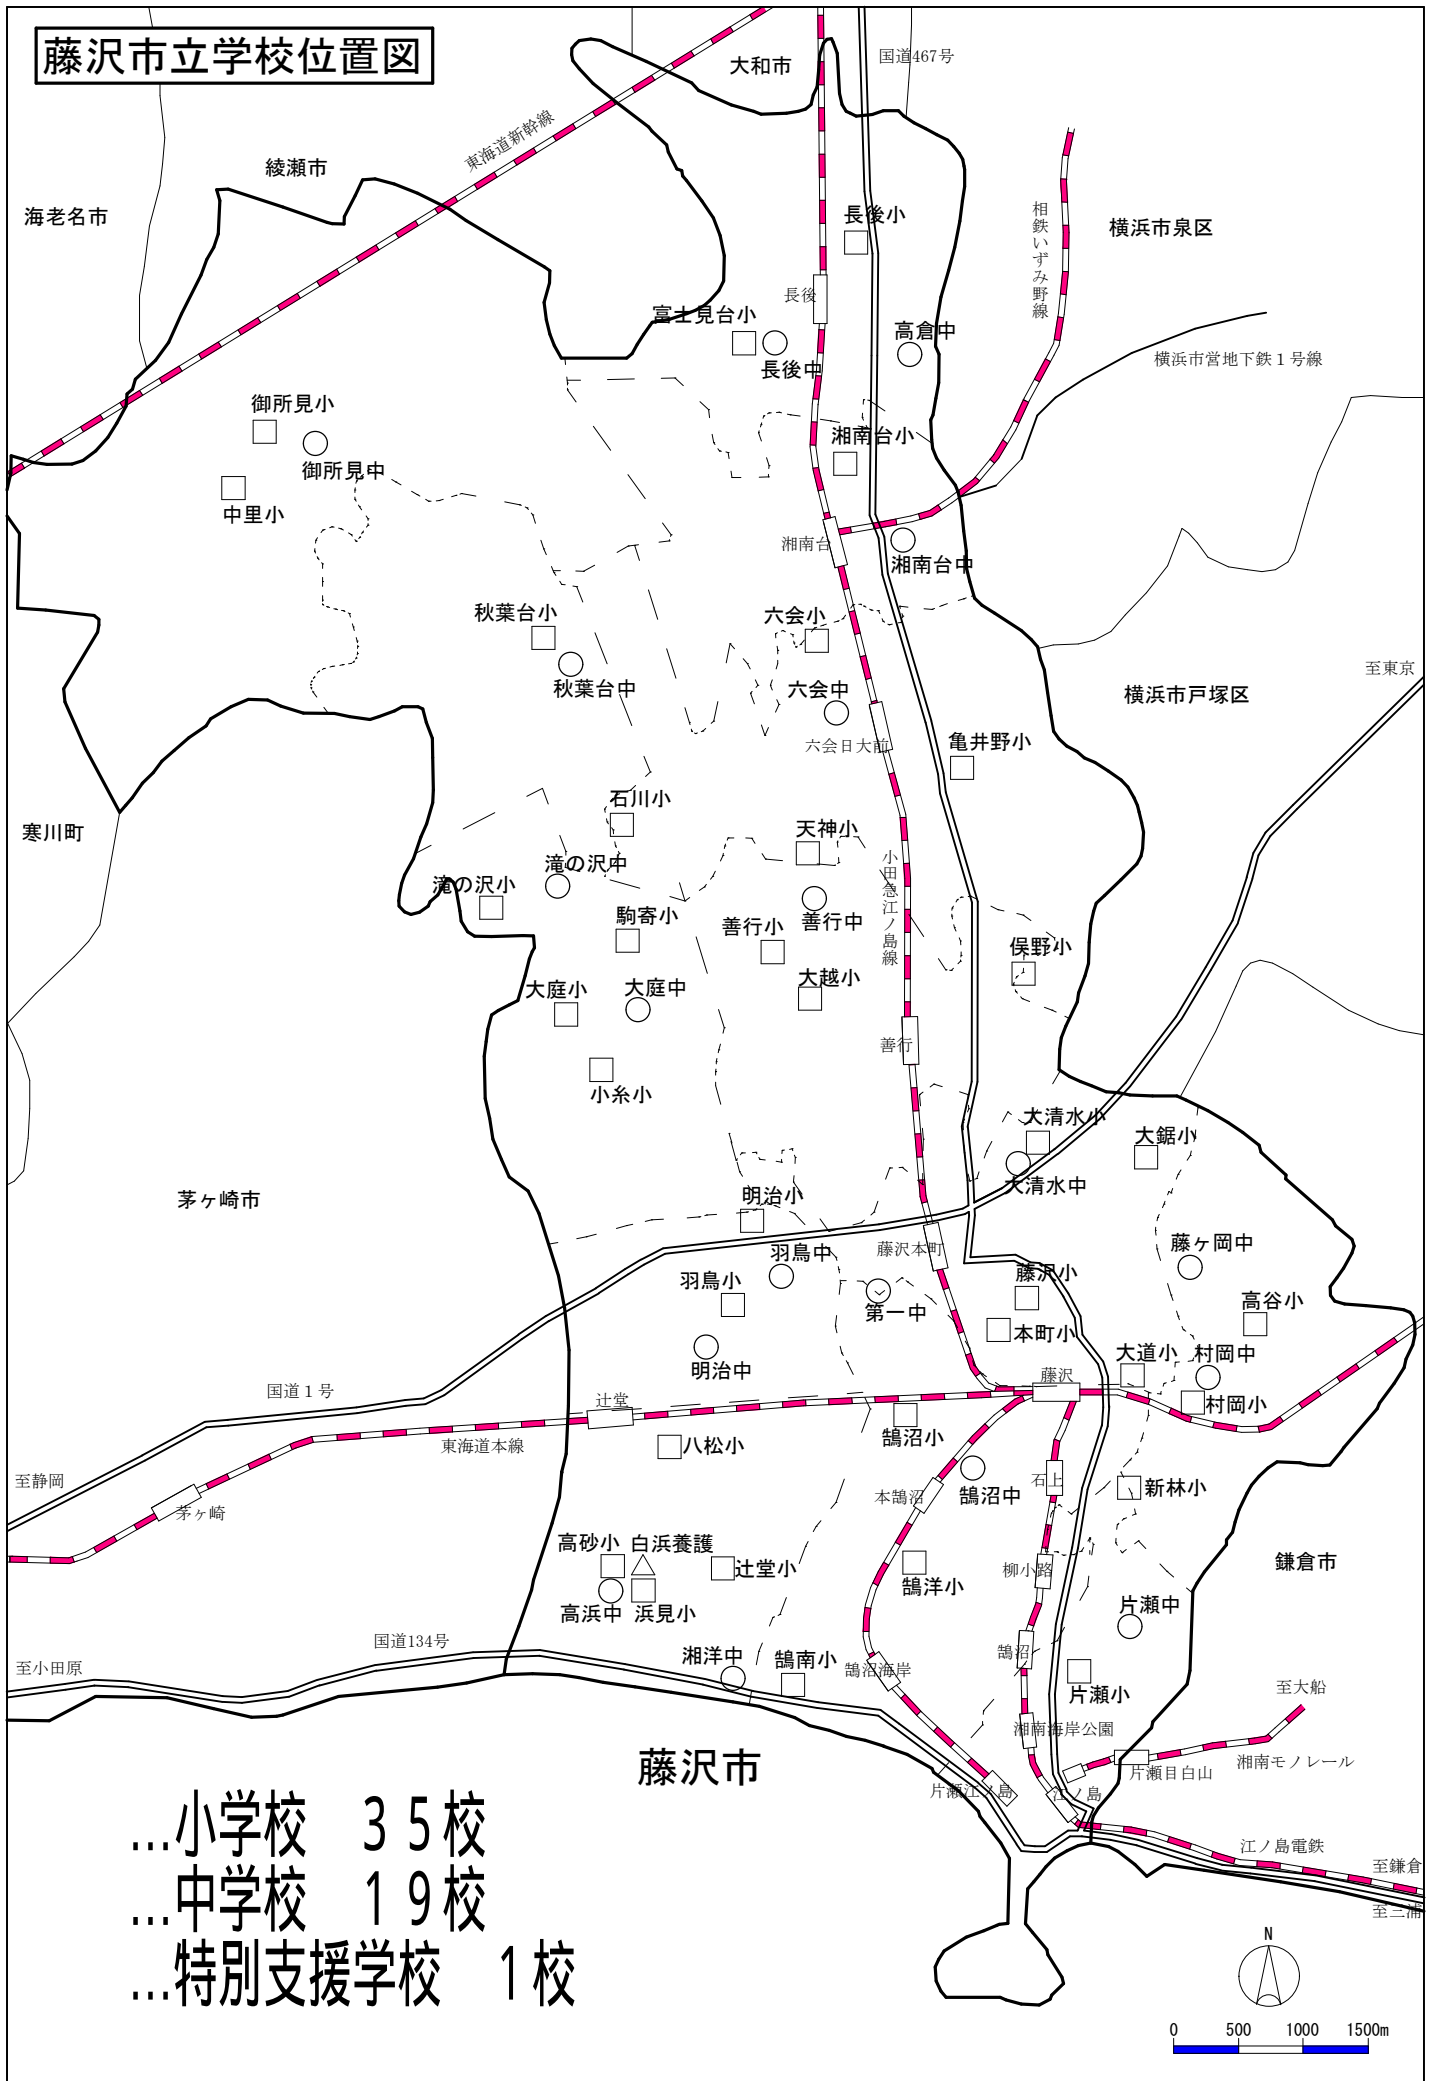 藤沢市立学校位置図
大和市
国道467号
東海道新幹線
綾瀬市
海老名市
長後小
相鉄いずみ野線
横浜市泉区
長後
富士見台小
長後中
高倉中
横浜市営地下鉄１号線
御所見小
御所見中
中里小
湘南台小
湘南台
湘南台中
秋葉台小
秋葉台中
六会小
六会中
六会日大前
亀井野小
至東京
横浜市戸塚区
寒川町
石川小
天神小
小田急江ノ島線
滝の沢中
滝の沢小
駒寄小
善行小
善行中
俣野小
大庭小
大庭中
大越小
善行
小糸小
大清水小
大清水中
大鋸小
茅ヶ崎市
明治小
羽鳥中
藤沢本町
藤ヶ岡中
羽鳥小
第一中
藤沢小
本町小
高谷小
明治中
大道小
村岡中
村岡小
国道１号
辻堂
藤沢
東海道本線
八松小
鵠沼小
鵠沼中
石上
本鵠沼
新林小
至静岡
茅ヶ崎
高砂小
白浜養護
辻堂小
高浜中
浜見小
鵠洋小
柳小路
鎌倉市
片瀬中
国道134号
至小田原
湘洋中
鵠南小
鵠沼海岸
鵠沼
片瀬小
至大船
湘南海岸公園
湘南モノレール
片瀬目白山
藤沢市
片瀬江ノ島
江ノ島
江ノ島電鉄
至鎌倉
至三浦
…小学校　３５校
…中学校　１９校
…特別支援学校　１校
N
0 500 1000 1500m